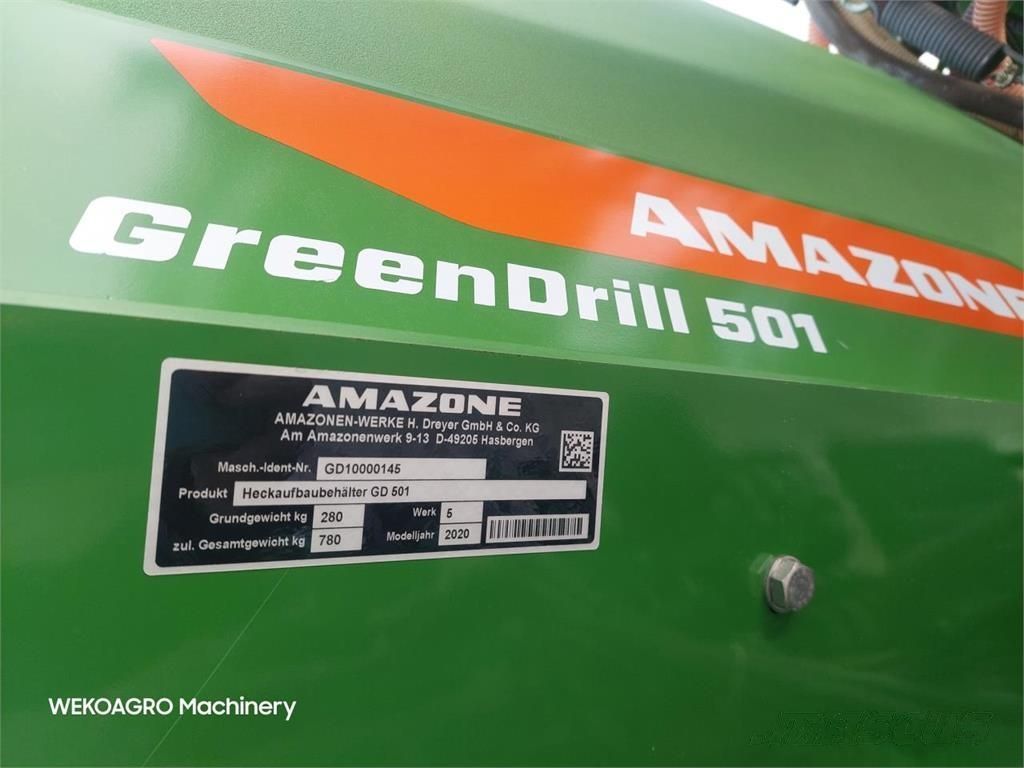 AMAZONE
GreenDrill 501
AMAZONE
AMAZONEN-WERKE H. Dreyer GmbH & Co. KG
Am Amazonenwerk 9-13 D-49205 Hasbergen
Masch.-Ident-Nr. GD10000145
Produkt Heckaufbaubehälter GD 501
Grundgewicht kg 280 Werk 5
zul. Gesamtgewicht kg 780 Modelljahr 2020
WEKOAGRO Machinery